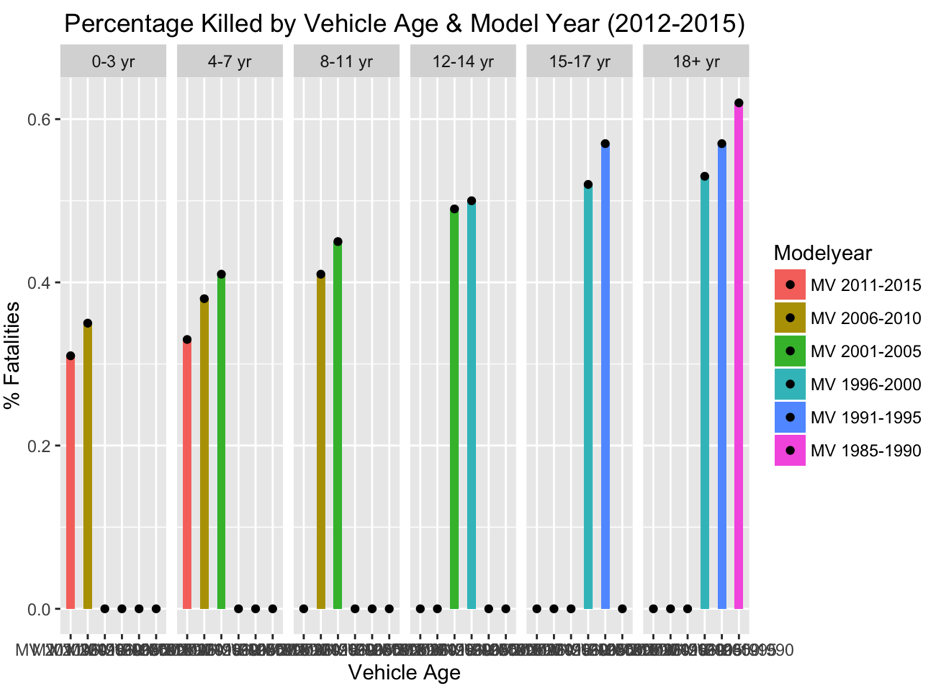 Percentage Killed by Vehicle Age & Model Year (2012-2015)
0-3 yr
4-7 yr
8-11 yr
12-14 yr
15-17 yr
18+ yr
% Fatalities
0.6
0.4
0.2
0.0
Vehicle Age
Modelyear
MV 2011-2015
MV 2006-2010
MV 2001-2005
MV 1996-2000
MV 1991-1995
MV 1985-1990